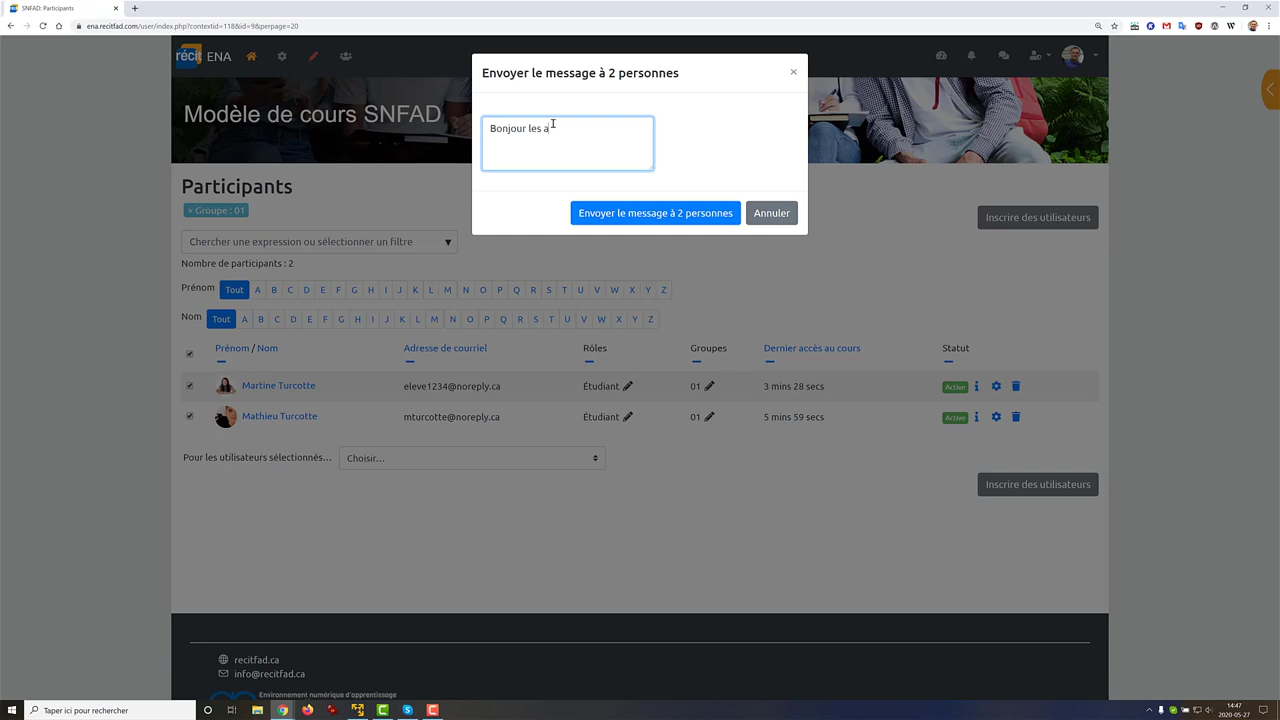 SNFAD: Participants
ena.recitfad.com/user/index.php?contextid=118&id=9&perpage=20
récit ENA
Modèle de cours SNFAD
Envoyer le message à 2 personnes
×
Bonjour les a
Envoyer le message à 2 personnes
Annuler
Participants
× Groupe : 01
Inscrire des utilisateurs
Chercher une expression ou sélectionner un filtre ▼
Nombre de participants : 2
Prénom Tout A B C D E F G H I J K L M N O P Q R S T U V W X Y Z
Nom Tout A B C D E F G H I J K L M N O P Q R S T U V W X Y Z
Prénom / Nom Adresse de courriel Rôles Groupes Dernier accès au cours Statut
Martine Turcotte eleve1234@noreply.ca Étudiant 01 3 mins 28 secs Active
Mathieu Turcotte mturcotte@noreply.ca Étudiant 01 5 mins 59 secs Active
Pour les utilisateurs sélectionnés... Choisir...
Inscrire des utilisateurs
recitfad.ca
info@recitfad.ca
Environnement numérique d'apprentissage
Taper ici pour rechercher
14:47
2020-05-27